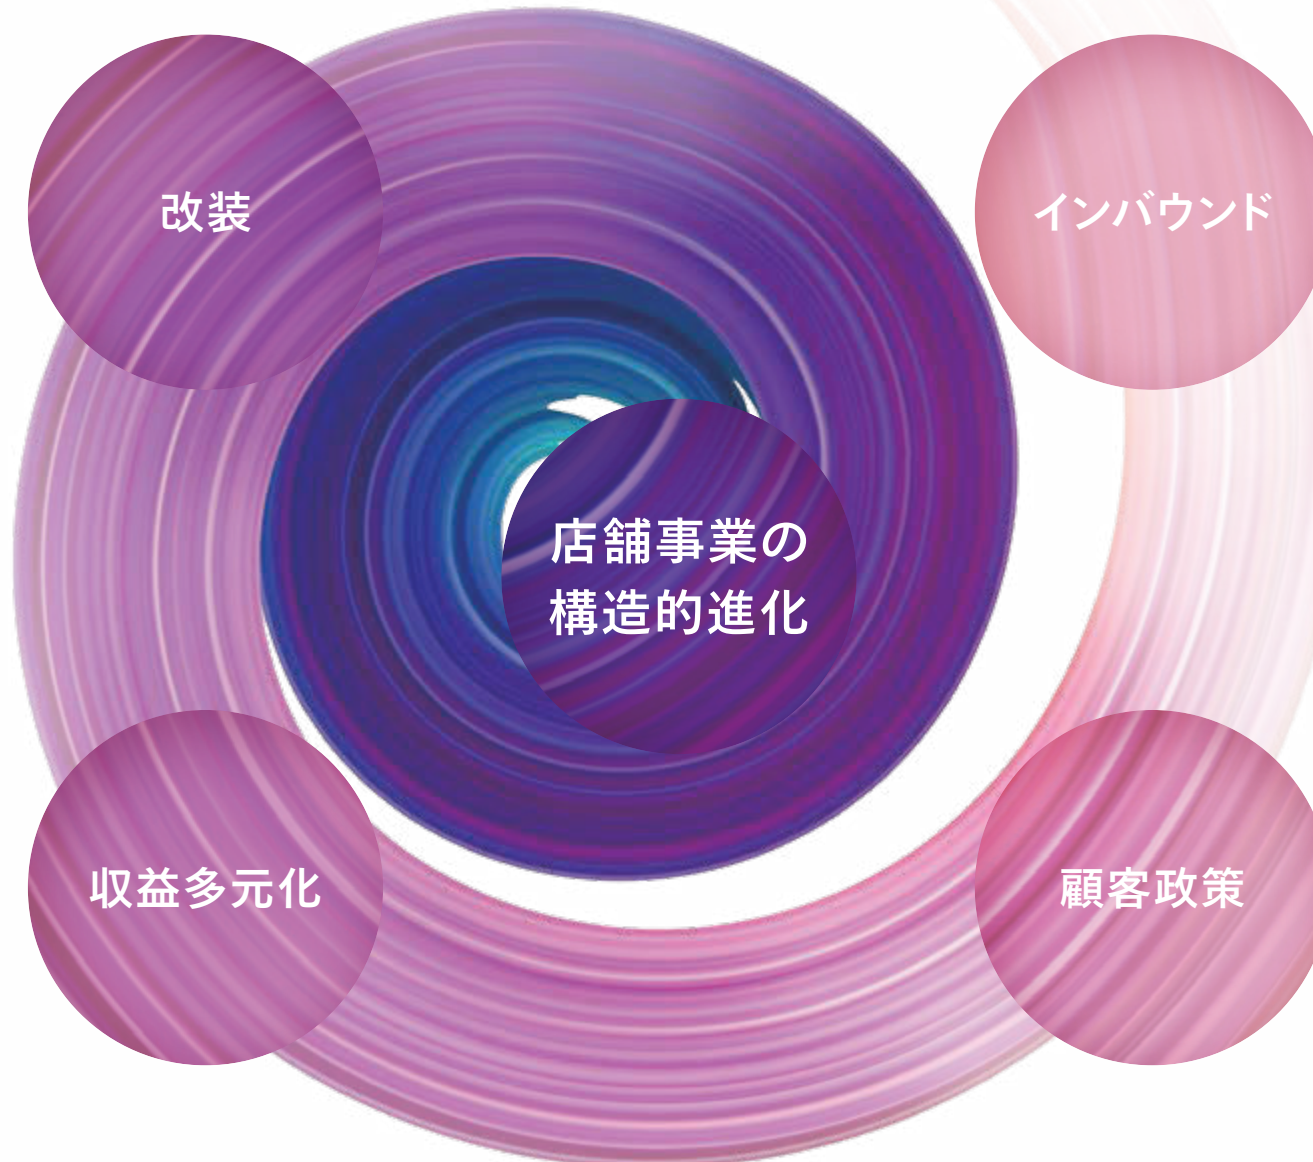 改装
インバウンド
店舗事業の
構造的進化
収益多元化
顧客政策